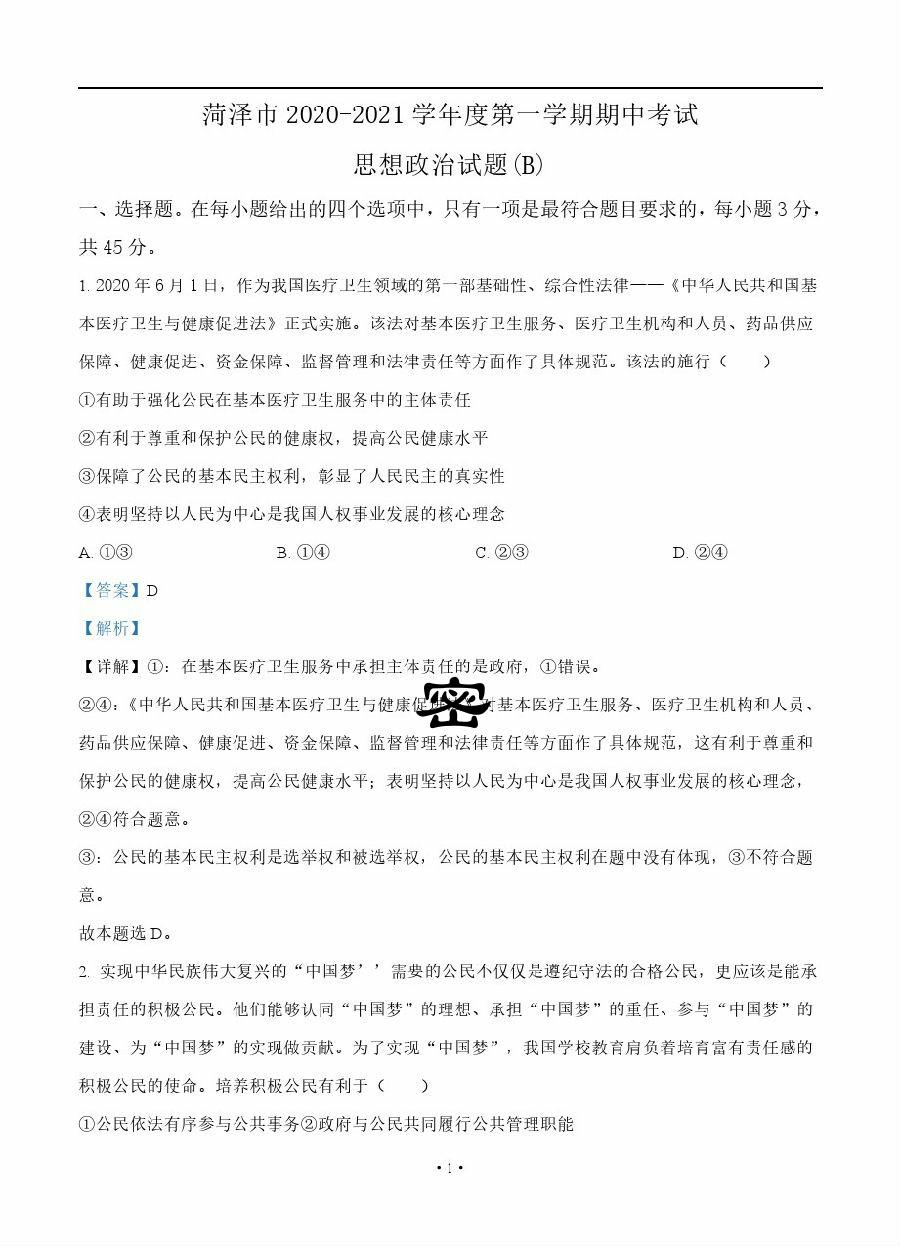 菏泽市 2020-2021 学年度第一学期期中考试
思想政治试题(B)
一、选择题。在每小题给出的四个选项中，只有一项是最符合题目要求的，每小题 3 分，
共 45 分。
1. 2020 年 6 月 1 日，作为我国医疗卫生领域的第一部基础性、综合性法律——《中华人民共和国基
本医疗卫生与健康促进法》正式实施。该法对基本医疗卫生服务、医疗卫生机构和人员、药品供应
保障、健康促进、资金保障、监督管理和法律责任等方面作了具体规范。该法的施行（　　）
①有助于强化公民在基本医疗卫生服务中的主体责任
②有利于尊重和保护公民的健康权，提高公民健康水平
③保障了公民的基本民主权利，彰显了人民民主的真实性
④表明坚持以人民为中心是我国人权事业发展的核心理念
A. ①③ B. ①④ C. ②③ D. ②④
【答案】D
【解析】
【详解】①：在基本医疗卫生服务中承担主体责任的是政府，①错误。
②④：《中华人民共和国基本医疗卫生与健康 密 对基本医疗卫生服务、医疗卫生机构和人员、
药品供应保障、健康促进、资金保障、监督管理和法律责任等方面作了具体规范，这有利于尊重和
保护公民的健康权，提高公民健康水平；表明坚持以人民为中心是我国人权事业发展的核心理念，
②④符合题意。
③：公民的基本民主权利是选举权和被选举权，公民的基本民主权利在题中没有体现，③不符合题
意。
故本题选 D。
2. 实现中华民族伟大复兴的“中国梦’’需要的公民不仅仅是遵纪守法的合格公民，更应该是能承
担责任的积极公民。他们能够认同“中国梦”的理想、承担“中国梦”的重任、参与“中国梦”的
建设、为“中国梦”的实现做贡献。为了实现“中国梦”，我国学校教育肩负着培育富有责任感的
积极公民的使命。培养积极公民有利于（　　）
①公民依法有序参与公共事务②政府与公民共同履行公共管理职能
•1•